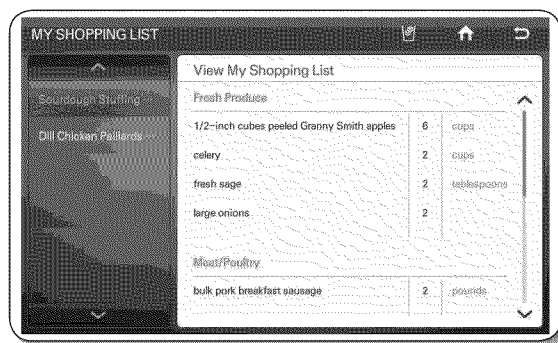 MY SHOPPING LIST
Sourdough Stuffing
Dill Chicken Paillards ...
View My Shopping List
Fresh Produce
1/2-inch cubes peeled Granny Smith apples 6 cups
celery 2 cups
fresh sage 2 tablespoons
large onions 2
Meat/Poultry
bulk pork breakfast sausage 2 pounds